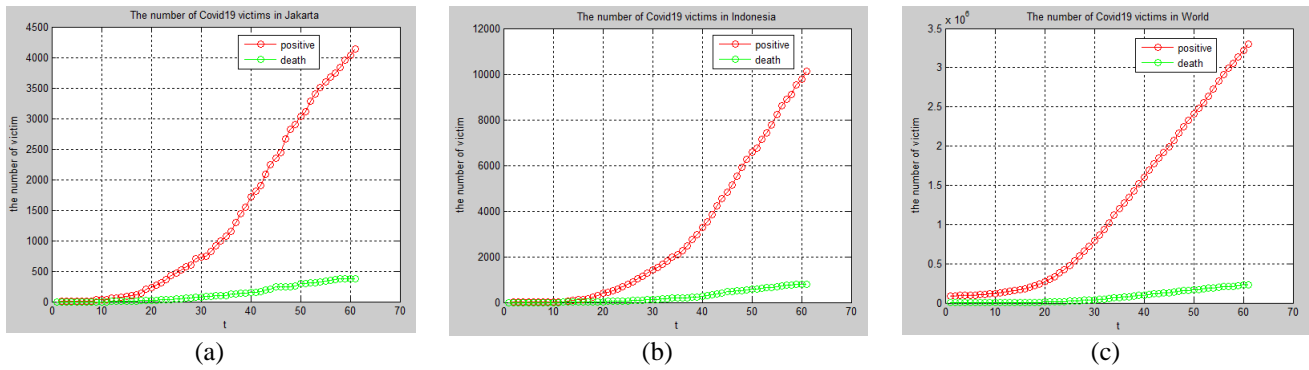 The number of Covid19 victims in Jakarta
4500
4000
3500
3000
2500
2000
1500
1000
500
0
0 10 20 30 40 50 60 70
the number of victim
t
positive
death
(a)
The number of Covid19 victims in Indonesia
12000
10000
8000
6000
4000
2000
0
0 10 20 30 40 50 60 70
the number of victim
t
positive
death
(b)
The number of Covid19 victims in World
x 10^6
3.5
3
2.5
2
1.5
1
0.5
0
0 10 20 30 40 50 60 70
the number of victim
t
positive
death
(c)